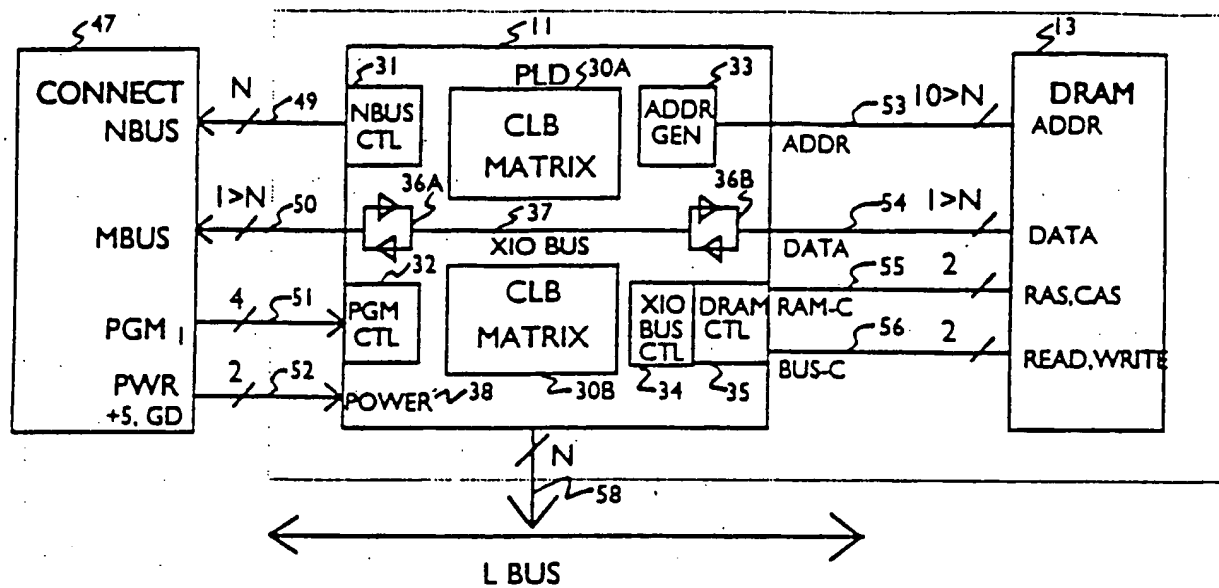 47
CONNECT
NBUS
MBUS
PGM 1
PWR
+5, GD
N
49
1>N
50
4
51
2
52
11
PLD
31
NBUS
CTL
30A
CLB
MATRIX
33
ADDR
GEN
36A
37
XIO BUS
36B
32
PGM
CTL
CLB
MATRIX
30B
XIO
BUS
CTL
34
DRAM
CTL
35
POWER
38
53
10>N
ADDR
54
1>N
DATA
55
2
RAM-C
56
2
BUS-C
13
DRAM
ADDR
DATA
RAS,CAS
READ,WRITE
N
58
L BUS